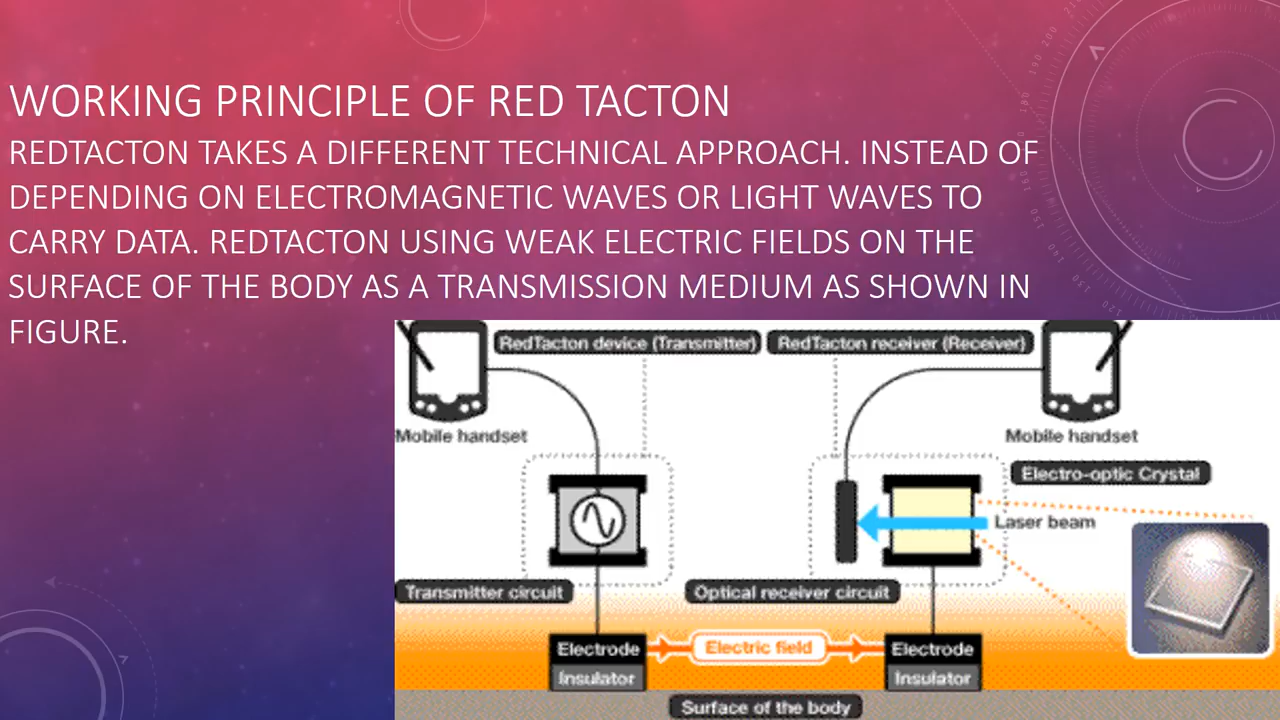 WORKING PRINCIPLE OF RED TACTON
REDTACTON TAKES A DIFFERENT TECHNICAL APPROACH. INSTEAD OF
DEPENDING ON ELECTROMAGNETIC WAVES OR LIGHT WAVES TO
CARRY DATA. REDTACTON USING WEAK ELECTRIC FIELDS ON THE
SURFACE OF THE BODY AS A TRANSMISSION MEDIUM AS SHOWN IN
FIGURE.
RedTacton device (Transmitter)
RedTacton receiver (Receiver)
Mobile handset
Mobile handset
Electro-optic Crystal
Laser beam
Transmitter circuit
Optical receiver circuit
Electrode
Electric field
Electrode
Insulator
Insulator
Surface of the body